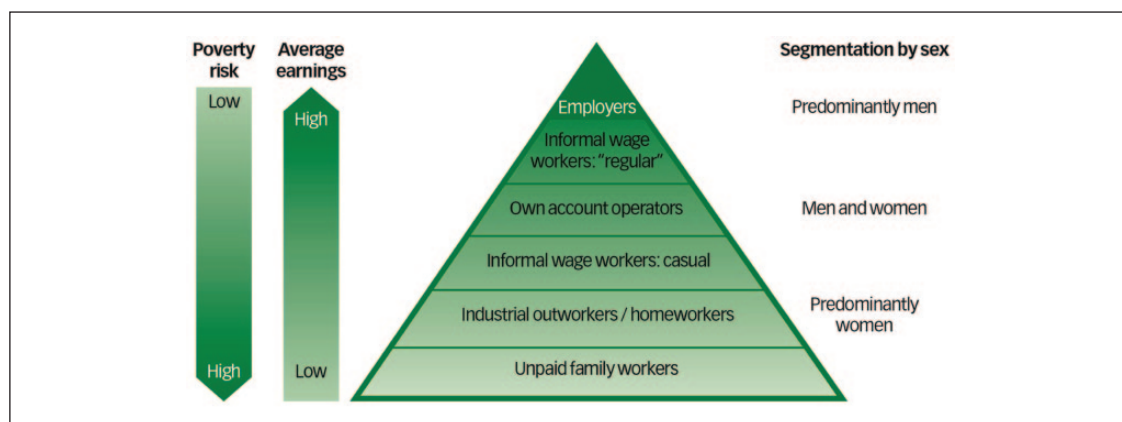 Poverty
risk
Average
earnings
Segmentation by sex
Low
High
High
Low
Employers
Informal wage
workers: “regular”
Own account operators
Informal wage workers: casual
Industrial outworkers / homeworkers
Unpaid family workers
Predominantly men
Men and women
Predominantly
women